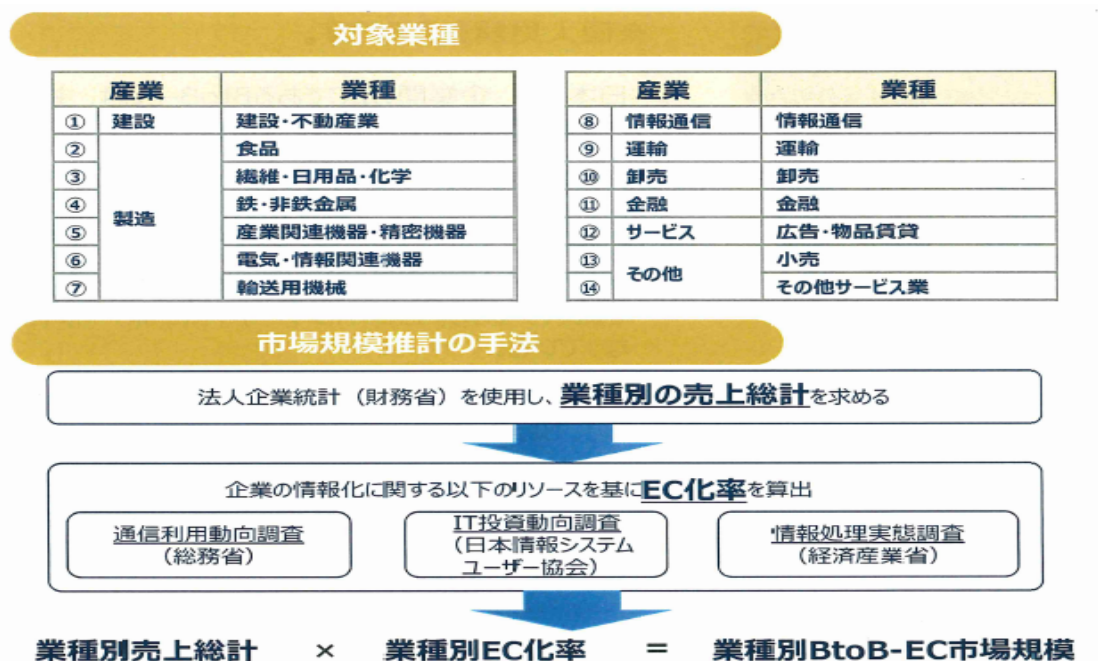 対象業種
産業 業種
① 建設 建設・不動産業
② 食品
③ 繊維・日用品・化学
④ 鉄・非鉄金属
製造
⑤ 産業関連機器・精密機器
⑥ 電気・情報関連機器
⑦ 輸送用機械
産業 業種
⑧ 情報通信 情報通信
⑨ 運輸 運輸
⑩ 卸売 卸売
⑪ 金融 金融
⑫ サービス 広告・物品賃貸
⑬ 小売
その他
⑭ その他サービス業
市場規模推計の手法
法人企業統計（財務省）を使用し、業種別の売上総計を求める
企業の情報化に関する以下のリソースを基にEC化率を算出
通信利用動向調査
（総務省）
IT投資動向調査
（日本情報システム
ユーザー協会）
情報処理実態調査
（経済産業省）
業種別売上総計 × 業種別EC化率 = 業種別BtoB-EC市場規模